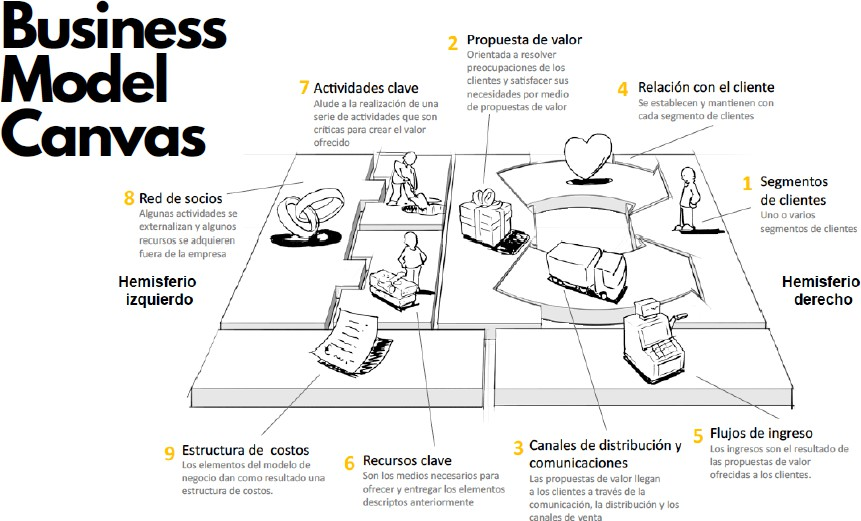 Business
Model
Canvas
2 Propuesta de valor
Orientada a resolver
preocupaciones de los
clientes y satisfacer sus
necesidades por medio
de propuestas de valor
7 Actividades clave
Alude a la realización de una
serie de actividades que son
críticas para crear el valor
ofrecido
4 Relación con el cliente
Se establecen y mantienen con
cada segmento de clientes
8 Red de socios
Algunas actividades se
externalizan y algunos
recursos se adquieren
fuera de la empresa
1 Segmentos
de clientes
Uno o varios
segmentos de clientes
Hemisferio
izquierdo
Hemisferio
derecho
9 Estructura de costos
Los elementos del modelo de
negocio dan como resultado una
estructura de costos.
6 Recursos clave
Son los medios necesarios para
ofrecer y entregar los elementos
descriptos anteriormente
3 Canales de distribución y
comunicaciones
Las propuestas de valor llegan
a los clientes a través de la
comunicación, la distribución y los
canales de venta
5 Flujos de ingreso
Los ingresos son el resultado de
las propuestas de valor
ofrecidas a los clientes.